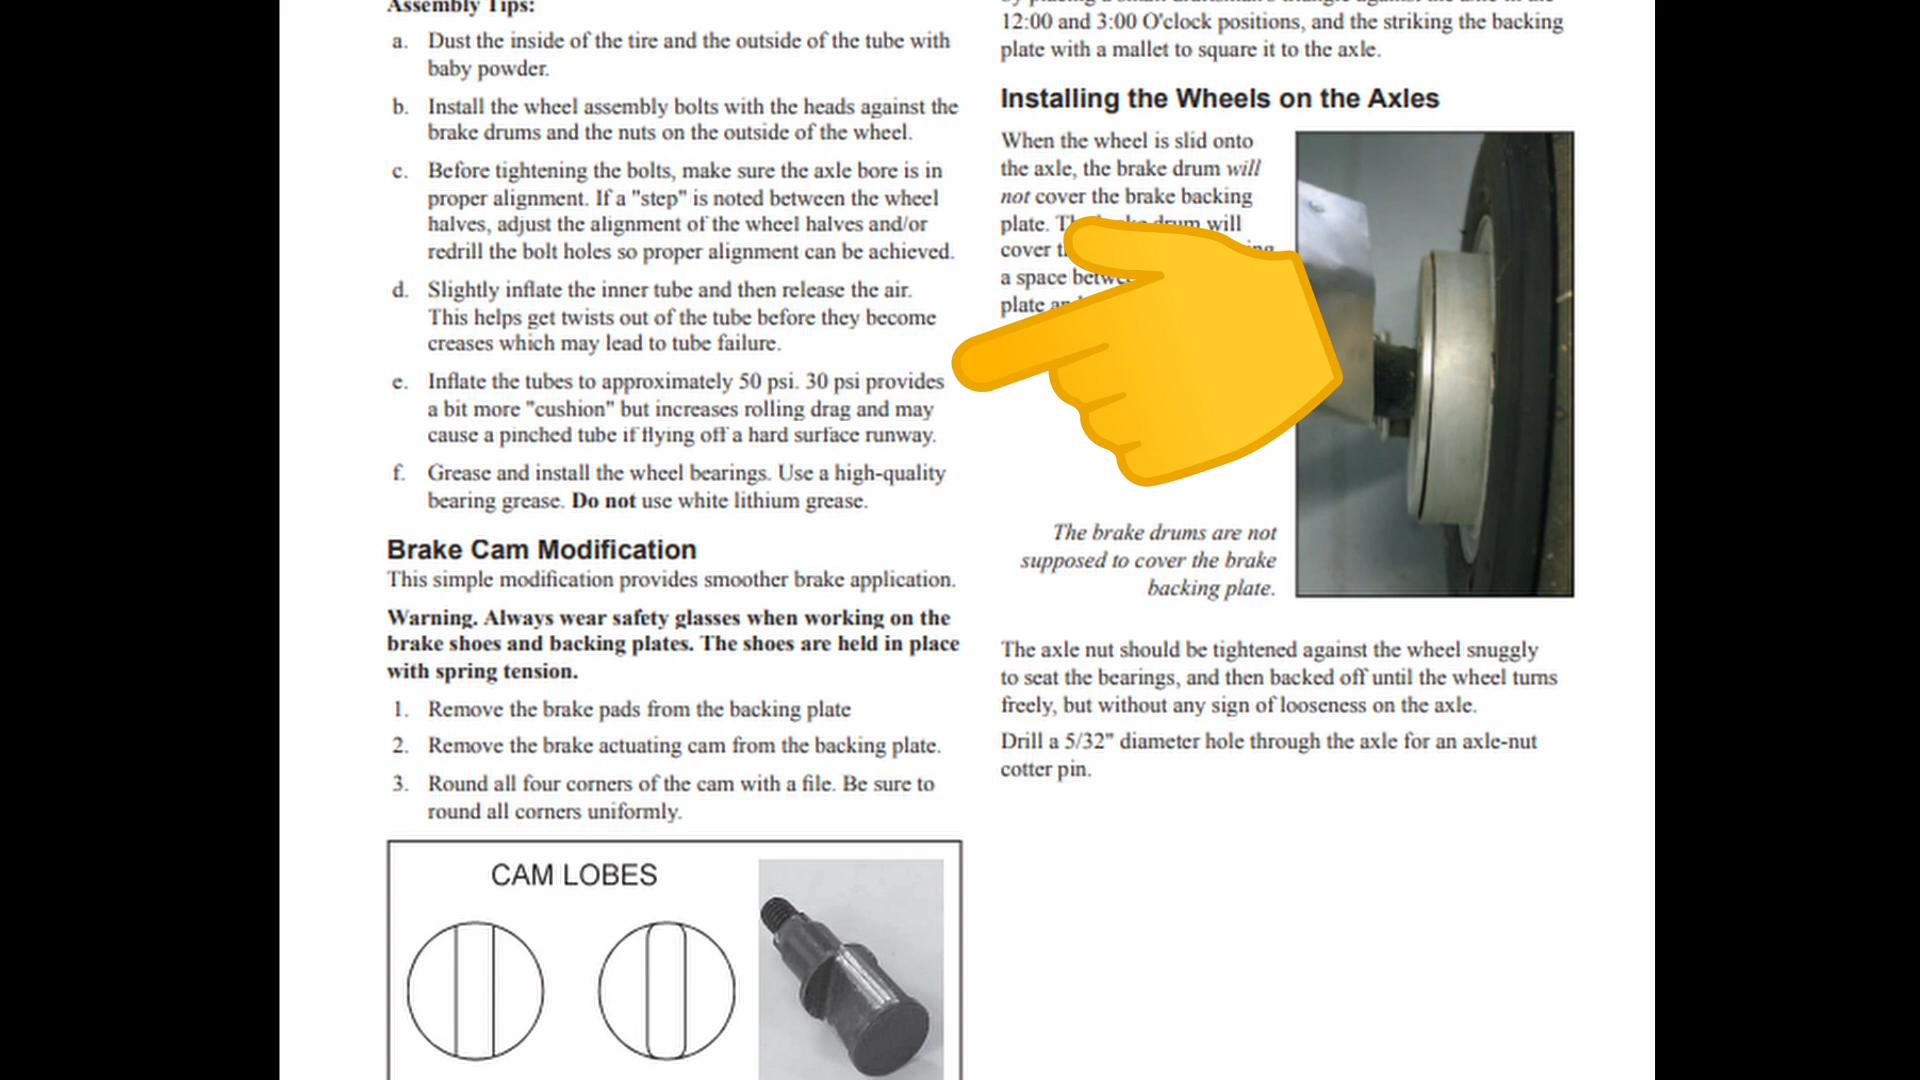 Assembly Tips:
a. Dust the inside of the tire and the outside of the tube with
baby powder.
b. Install the wheel assembly bolts with the heads against the
brake drums and the nuts on the outside of the wheel.
c. Before tightening the bolts, make sure the axle bore is in
proper alignment. If a "step" is noted between the wheel
halves, adjust the alignment of the wheel halves and/or
redrill the bolt holes so proper alignment can be achieved.
d. Slightly inflate the inner tube and then release the air.
This helps get twists out of the tube before they become
creases which may lead to tube failure.
e. Inflate the tubes to approximately 50 psi. 30 psi provides
a bit more "cushion" but increases rolling drag and may
cause a pinched tube if flying off a hard surface runway.
f. Grease and install the wheel bearings. Use a high-quality
bearing grease. Do not use white lithium grease.
Brake Cam Modification
This simple modification provides smoother brake application.
Warning. Always wear safety glasses when working on the
brake shoes and backing plates. The shoes are held in place
with spring tension.
1. Remove the brake pads from the backing plate
2. Remove the brake actuating cam from the backing plate.
3. Round all four corners of the cam with a file. Be sure to
round all corners uniformly.
CAM LOBES
12:00 and 3:00 O'clock positions, and the striking the backing
plate with a mallet to square it to the axle.
Installing the Wheels on the Axles
When the wheel is slid onto
the axle, the brake drum will
not cover the brake backing
plate. drum will
cover
a space
plate
The brake drums are not
supposed to cover the brake
backing plate.
The axle nut should be tightened against the wheel snuggly
to seat the bearings, and then backed off until the wheel turns
freely, but without any sign of looseness on the axle.
Drill a 5/32" diameter hole through the axle for an axle-nut
cotter pin.